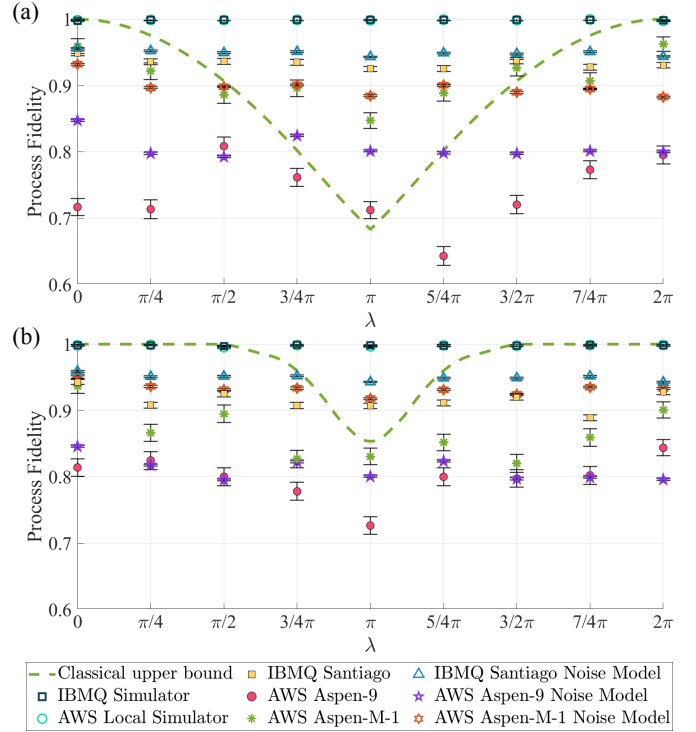 (a)
1
0.9
0.8
0.7
0.6
Process Fidelity
0 π/4 π/2 3/4π π 5/4π 3/2π 7/4π 2π
λ
(b)
1
0.9
0.8
0.7
0.6
Process Fidelity
0 π/4 π/2 3/4π π 5/4π 3/2π 7/4π 2π
λ
Classical upper bound IBMQ Santiago IBMQ Santiago Noise Model
IBMQ Simulator AWS Aspen-9 AWS Aspen-9 Noise Model
AWS Local Simulator AWS Aspen-M-1 AWS Aspen-M-1 Noise Model